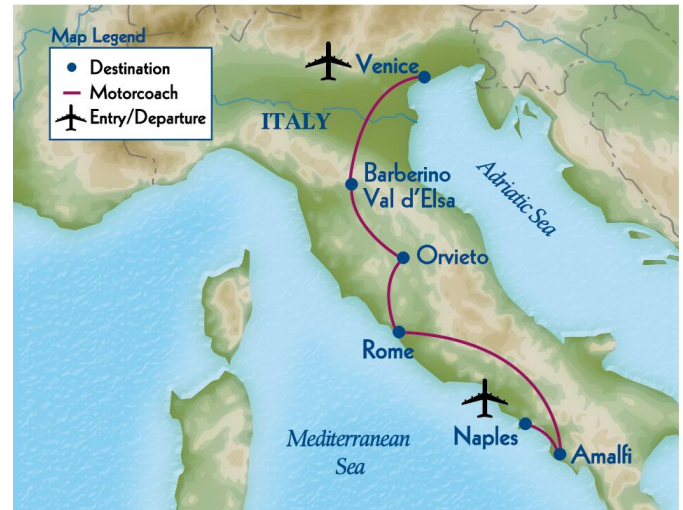 Map Legend
Destination
Motorcoach
Entry/Departure
Venice
ITALY
Barberino
Val d'Elsa
Adriatic Sea
Orvieto
Rome
Naples
Amalfi
Mediterranean
Sea